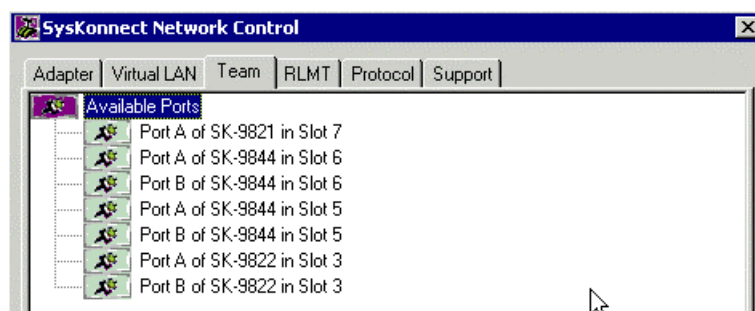 SysKonnect Network Control
Adapter Virtual LAN Team RLMT Protocol Support
Available Ports
Port A of SK-9821 in Slot 7
Port A of SK-9844 in Slot 6
Port B of SK-9844 in Slot 6
Port A of SK-9844 in Slot 5
Port B of SK-9844 in Slot 5
Port A of SK-9822 in Slot 3
Port B of SK-9822 in Slot 3